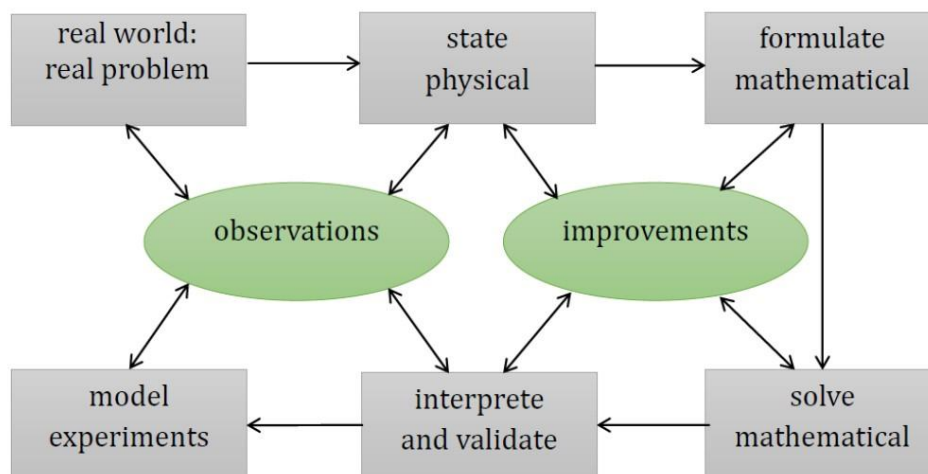 real world:
real problem
state
physical
formulate
mathematical
observations
improvements
model
experiments
interprete
and validate
solve
mathematical